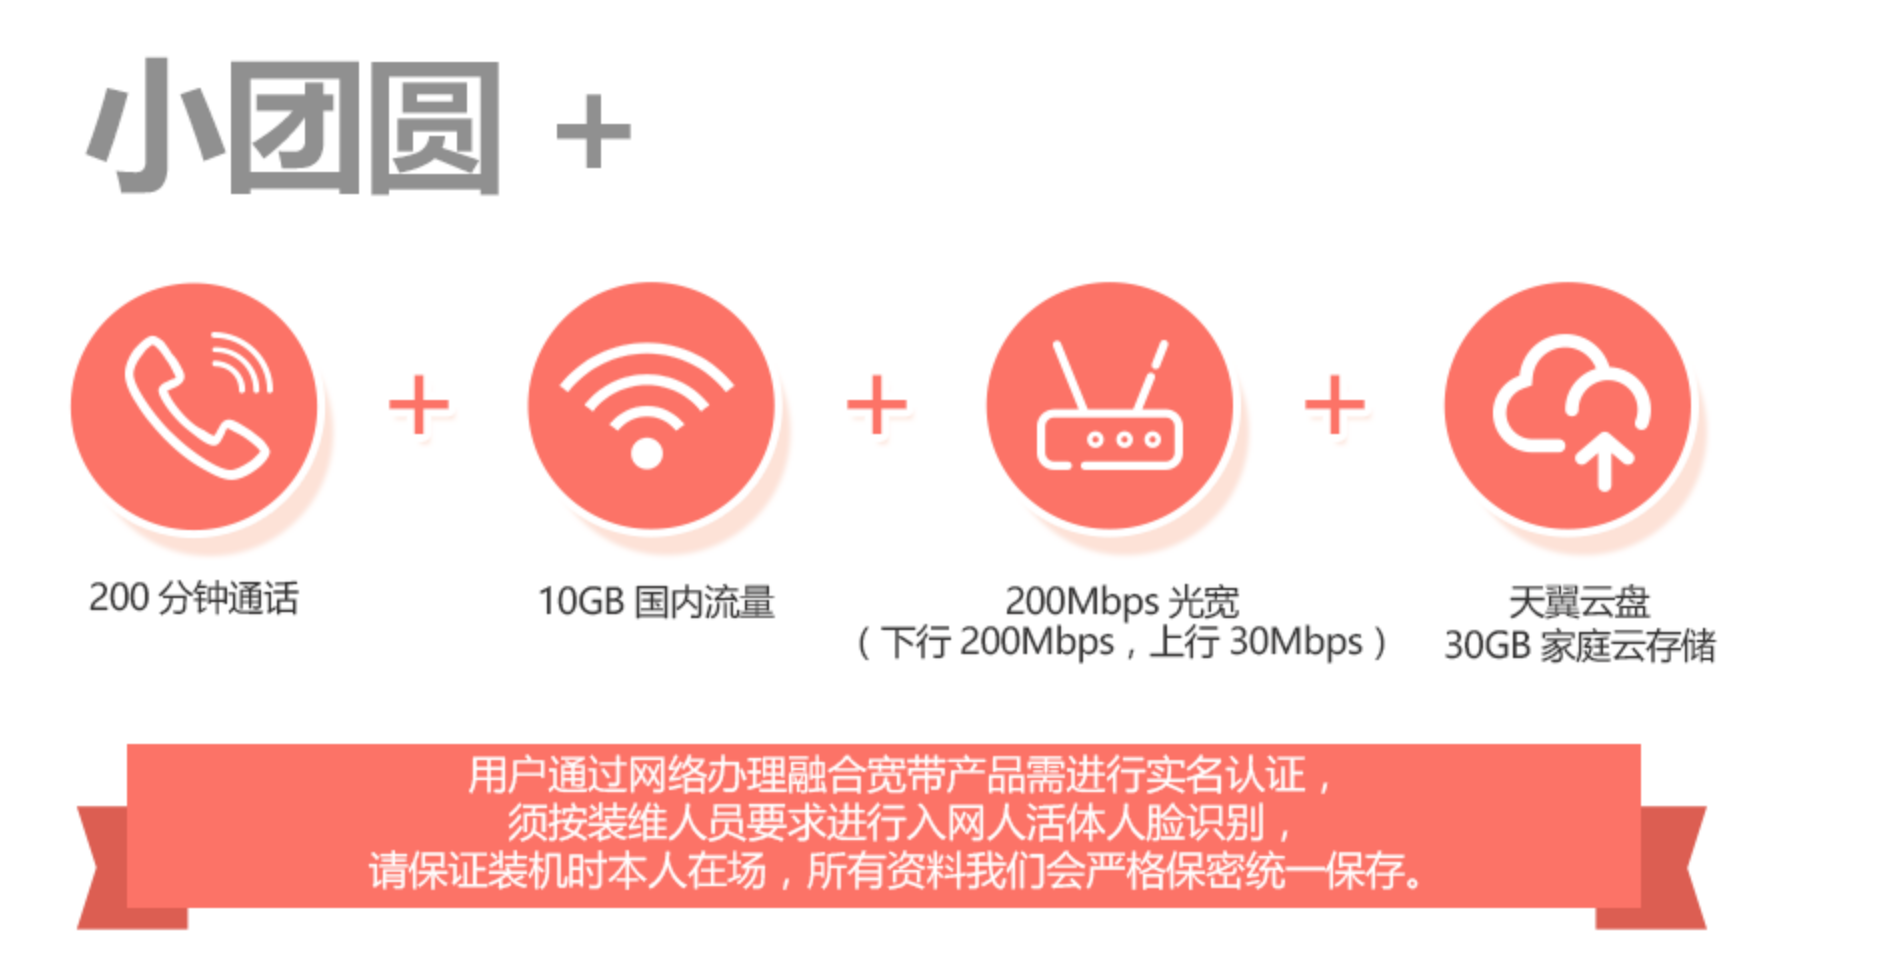 小团圆 +
200 分钟通话
10GB 国内流量
200Mbps 光宽
（下行 200Mbps，上行 30Mbps）
天翼云盘
30GB 家庭云存储
用户通过网络办理融合宽带产品需进行实名认证，
须按装维人员要求进行入网人活体人脸识别，
请保证装机时本人在场，所有资料我们会严格保密统一保存。